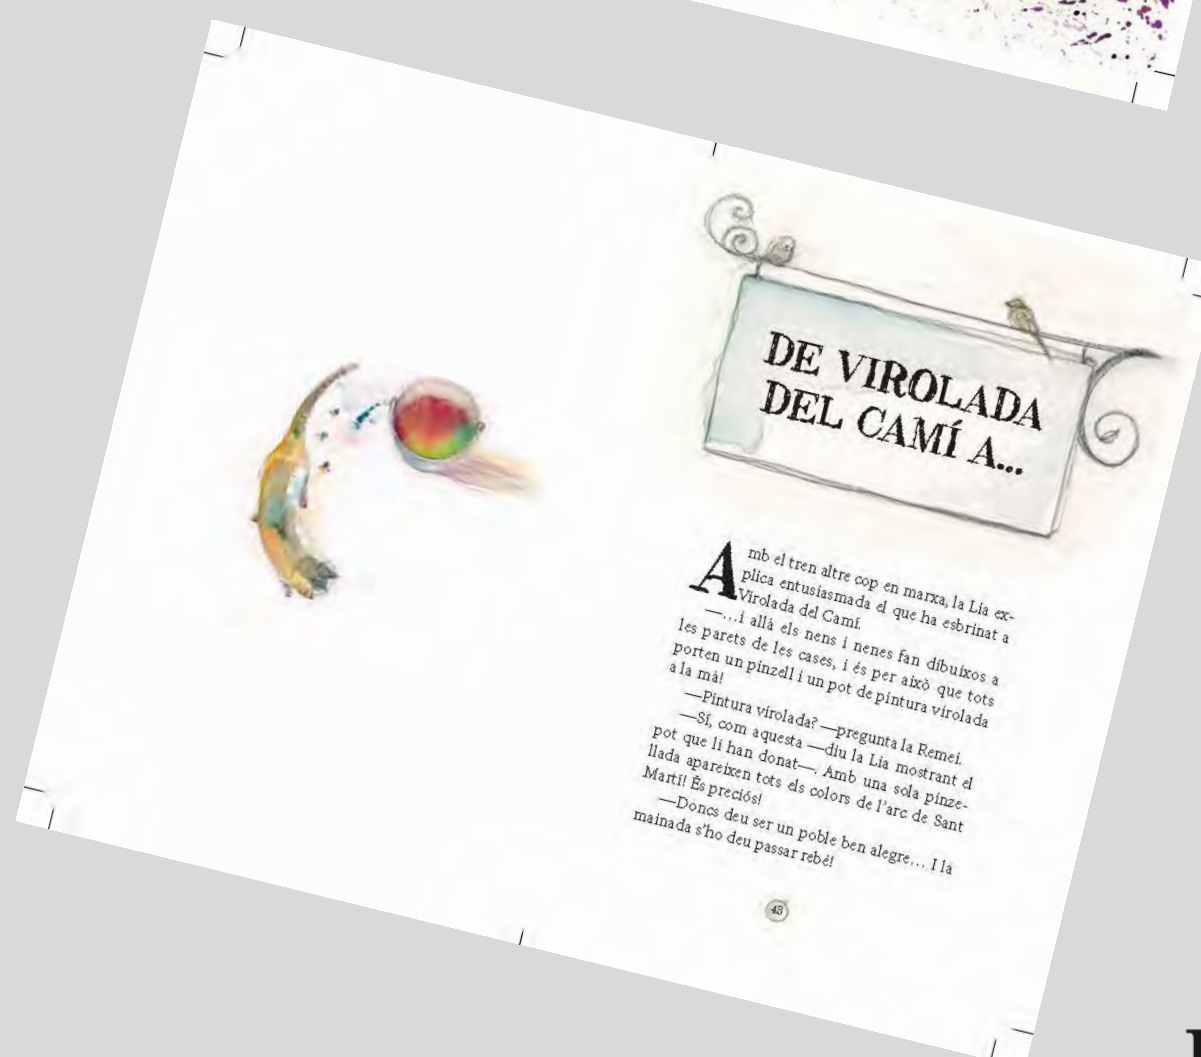 DE VIROLADA
DEL CAMÍ A...
Amb el tren altre cop en marxa, la Lia ex-
plica entusiasmada el que ha esbrinat a
Virolada del Camí.
—…i allà els nens i nenes fan dibuixos a
les parets de les cases, i és per això que tots
porten un pinzell i un pot de pintura virolada
a la mà!
—Pintura virolada? —pregunta la Remei.
—Sí, com aquesta —diu la Lia mostrant el
pot que li han donat—. Amb una sola pinze-
llada apareixen tots els colors de l’arc de Sant
Martí! És preciós!
—Doncs deu ser un poble ben alegre… I la
mainada s’ho deu passar rebé!
43